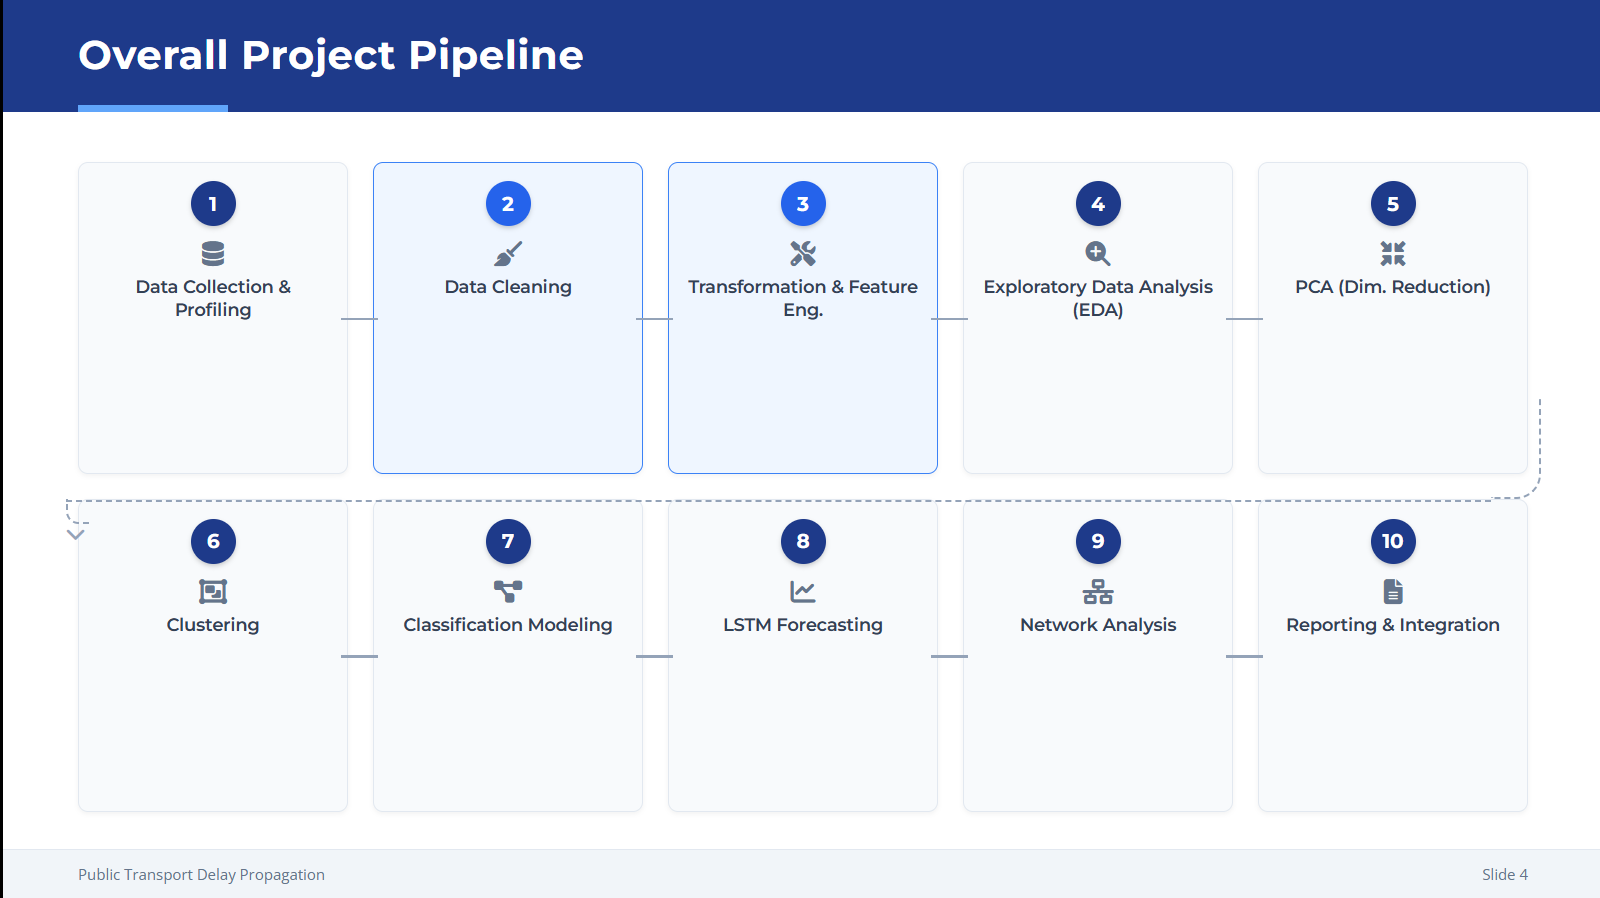 Overall Project Pipeline
1
Data Collection &
Profiling
2
Data Cleaning
3
Transformation & Feature
Eng.
4
Exploratory Data Analysis
(EDA)
5
PCA (Dim. Reduction)
6
Clustering
7
Classification Modeling
8
LSTM Forecasting
9
Network Analysis
10
Reporting & Integration
Public Transport Delay Propagation
Slide 4